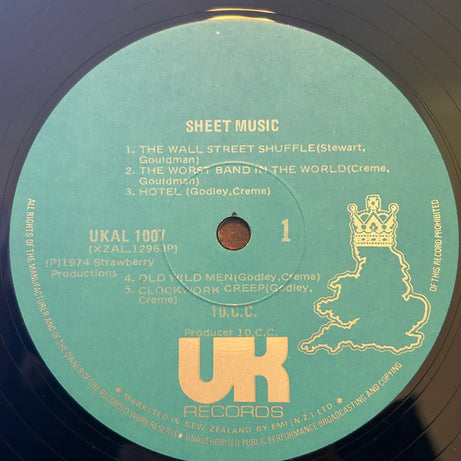 SHEET MUSIC
1. THE WALL STREET SHUFFLE(Stewart,
Gouldman)
2. THE WORST BAND IN THE WORLD(Creme,
Gouldman)
3. HOTEL (Godley,Creme)
UKAL 1007
(XZAL.12963P)
1
(P)1974 Strawberry
Productions
4. OLD WILD MEN(Godley,Creme)
5. CLOCKWORK CREEP(Godley,
Creme)
10.C.C.
Producer 10.C.C.
UK
RECORDS
• MARKETED IN NEW ZEALAND BY EMI (N.Z.) LTD •
ALL RIGHTS OF THE MANUFACTURER AND OF THE OWNER OF THE RECORDED WORK RESERVED • UNAUTHORISED PUBLIC PERFORMANCE BROADCASTING AND COPYING
OF THIS RECORD PROHIBITED